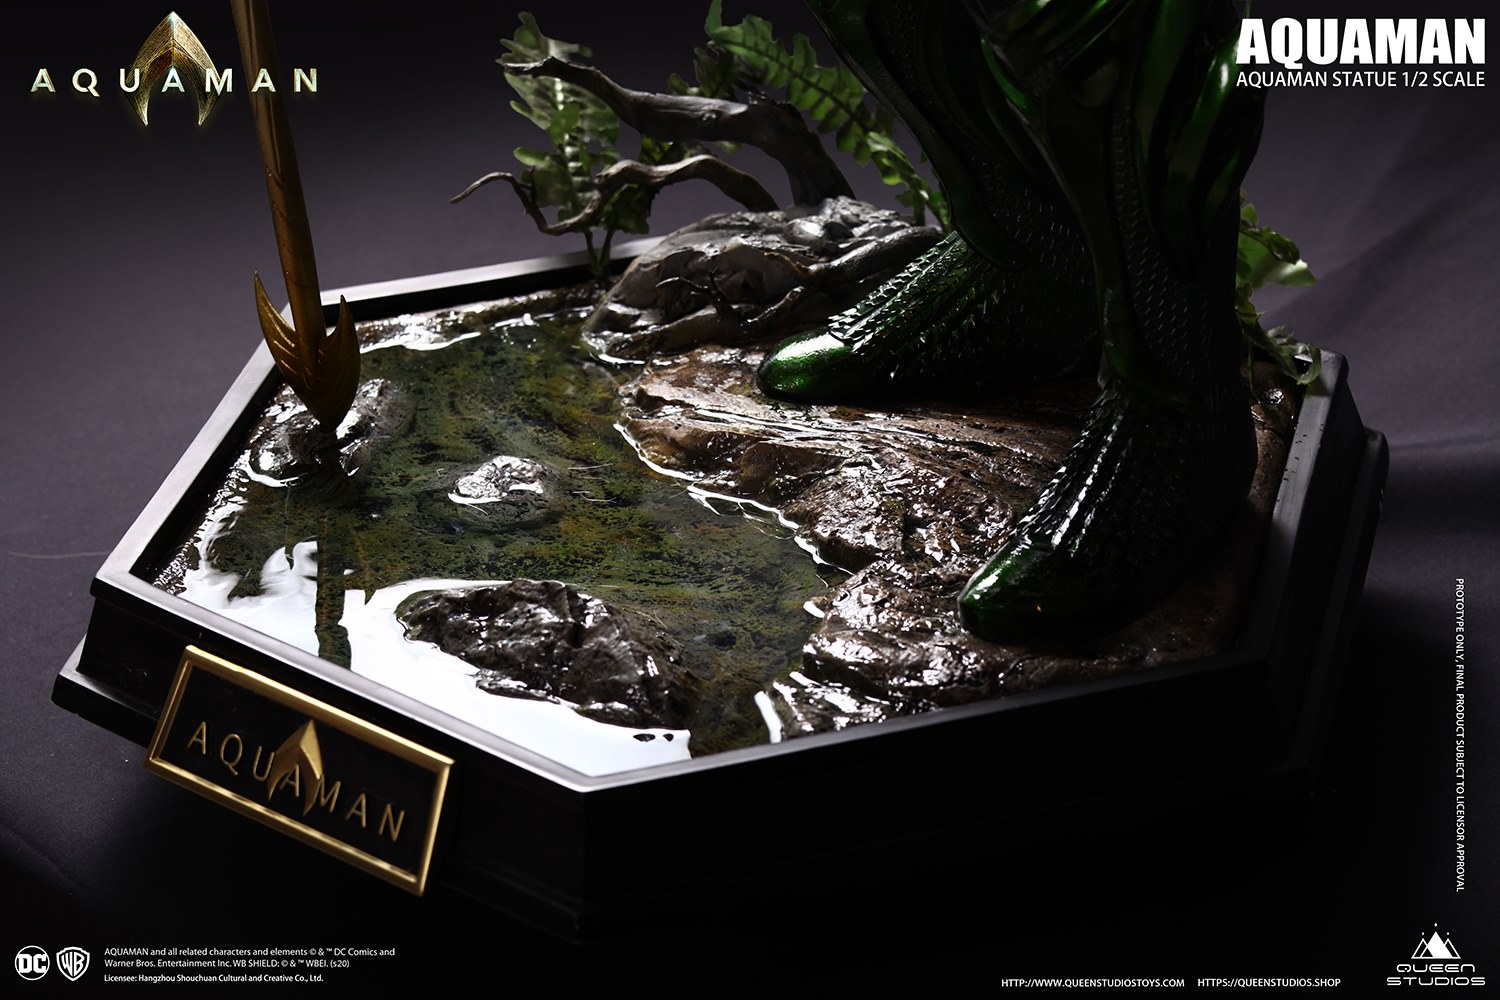 AQUAMAN
AQUAMAN
AQUAMAN STATUE 1/2 SCALE
AQUAMAN
PROTOTYPE ONLY, FINAL PRODUCT SUBJECT TO LICENSOR APPROVAL
DC
WB
AQUAMAN and all related characters and elements © & ™ DC Comics and
Warner Bros. Entertainment Inc. WB SHIELD: © & ™ WBEI. (s20)
Licensee: Hangzhou Shouchuan Cultural and Creative Co., Ltd.
HTTP://WWW.QUEENSTUDIOSTOYS.COM HTTPS://QUEENSTUDIOS.SHOP
QUEEN
STUDIOS